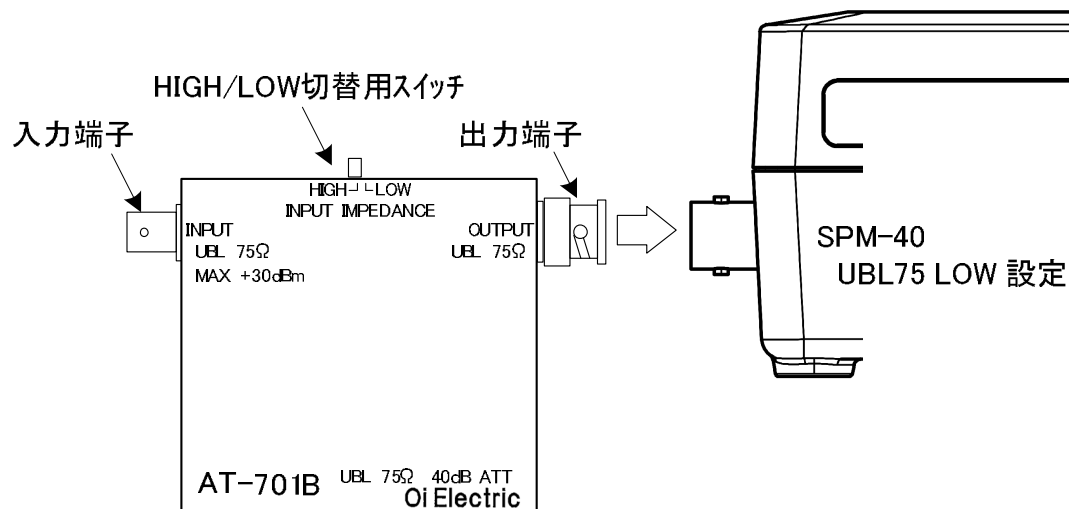 HIGH/LOW切替用スイッチ
入力端子
出力端子
HIGH LOW
INPUT IMPEDANCE
INPUT
UBL 75Ω
MAX +30dBm
OUTPUT
UBL 75Ω
SPM-40
UBL75 LOW 設定
AT-701B
UBL 75Ω 40dB ATT
Oi Electric